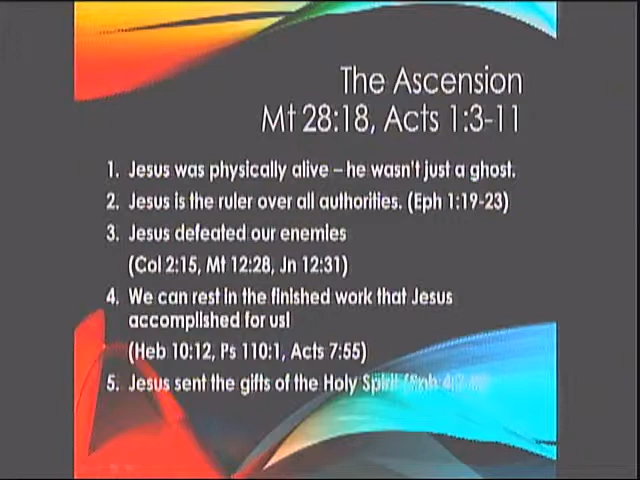 The Ascension
Mt 28:18, Acts 1:3-11
1. Jesus was physically alive – he wasn't just a ghost.
2. Jesus is the ruler over all authorities. (Eph 1:19-23)
3. Jesus defeated our enemies
(Col 2:15, Mt 12:28, Jn 12:31)
4. We can rest in the finished work that Jesus
accomplished for us!
(Heb 10:12, Ps 110:1, Acts 7:55)
5. Jesus sent the gifts of the Holy Spirit